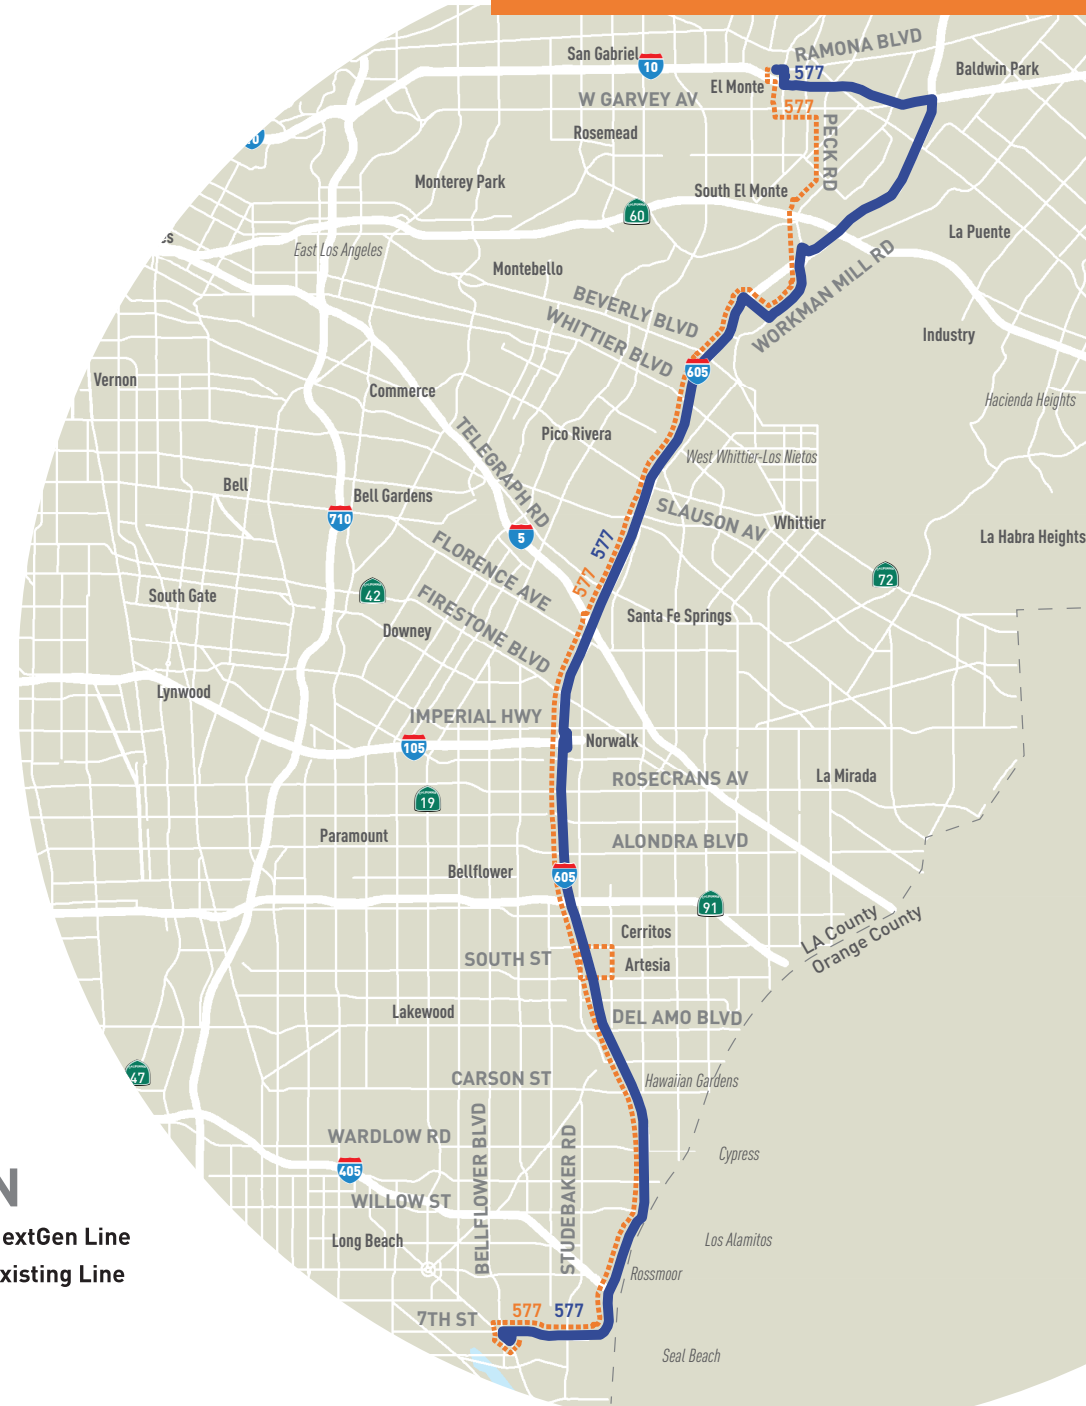 San Gabriel
10
RAMONA BLVD
577
Baldwin Park
El Monte
W GARVEY AV
577
Rosemead
PECK RD
Monterey Park
South El Monte
60
La Puente
East Los Angeles
Montebello
WORKMAN MILL RD
BEVERLY BLVD
WHITTIER BLVD
Industry
605
Vernon
Commerce
Hacienda Heights
TELEGRAPH RD
Pico Rivera
West Whittier-Los Nietos
Bell
Bell Gardens
710
SLAUSON AV
Whittier
5
577
La Habra Heights
FLORENCE AVE
577
72
South Gate
42
FIRESTONE BLVD
Santa Fe Springs
Downey
Lynwood
IMPERIAL HWY
105
Norwalk
ROSECRANS AV
La Mirada
19
Paramount
ALONDRA BLVD
Bellflower
605
91
Cerritos
LA County
Orange County
SOUTH ST
Artesia
Lakewood
DEL AMO BLVD
47
CARSON ST
Hawaiian Gardens
WARDLOW RD
BELLFLOWER BLVD
STUDEBAKER RD
Cypress
405
N
WILLOW ST
extGen Line
Long Beach
Los Alamitos
xisting Line
Rossmoor
7TH ST
577
577
Seal Beach